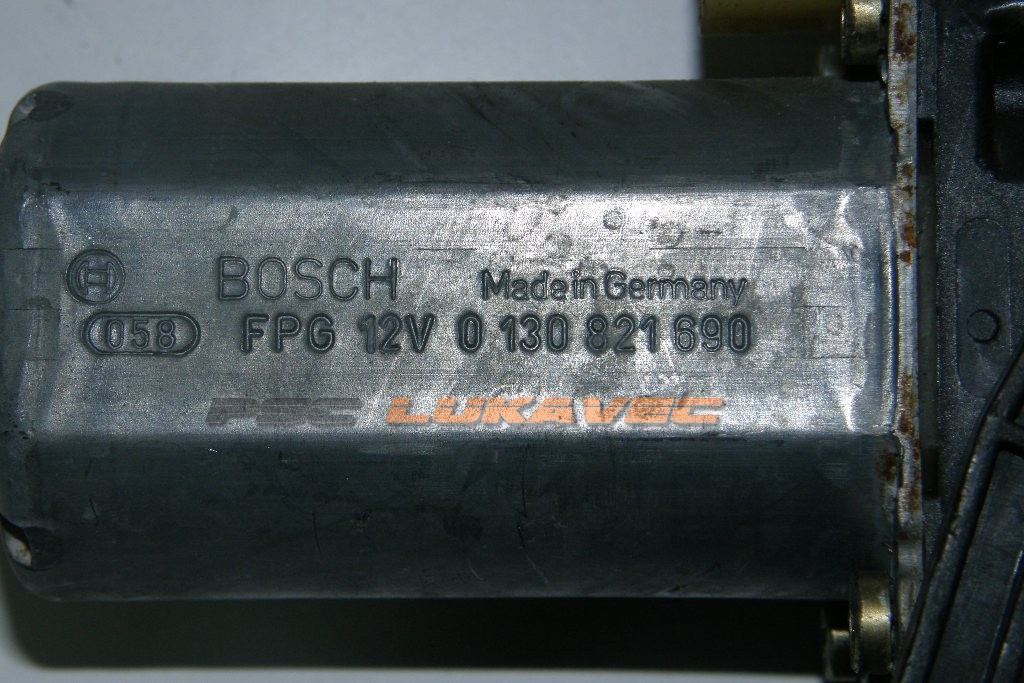 BOSCH Made in Germany
058 FPG 12V 0 130 821 690
PSC LUKAVEC